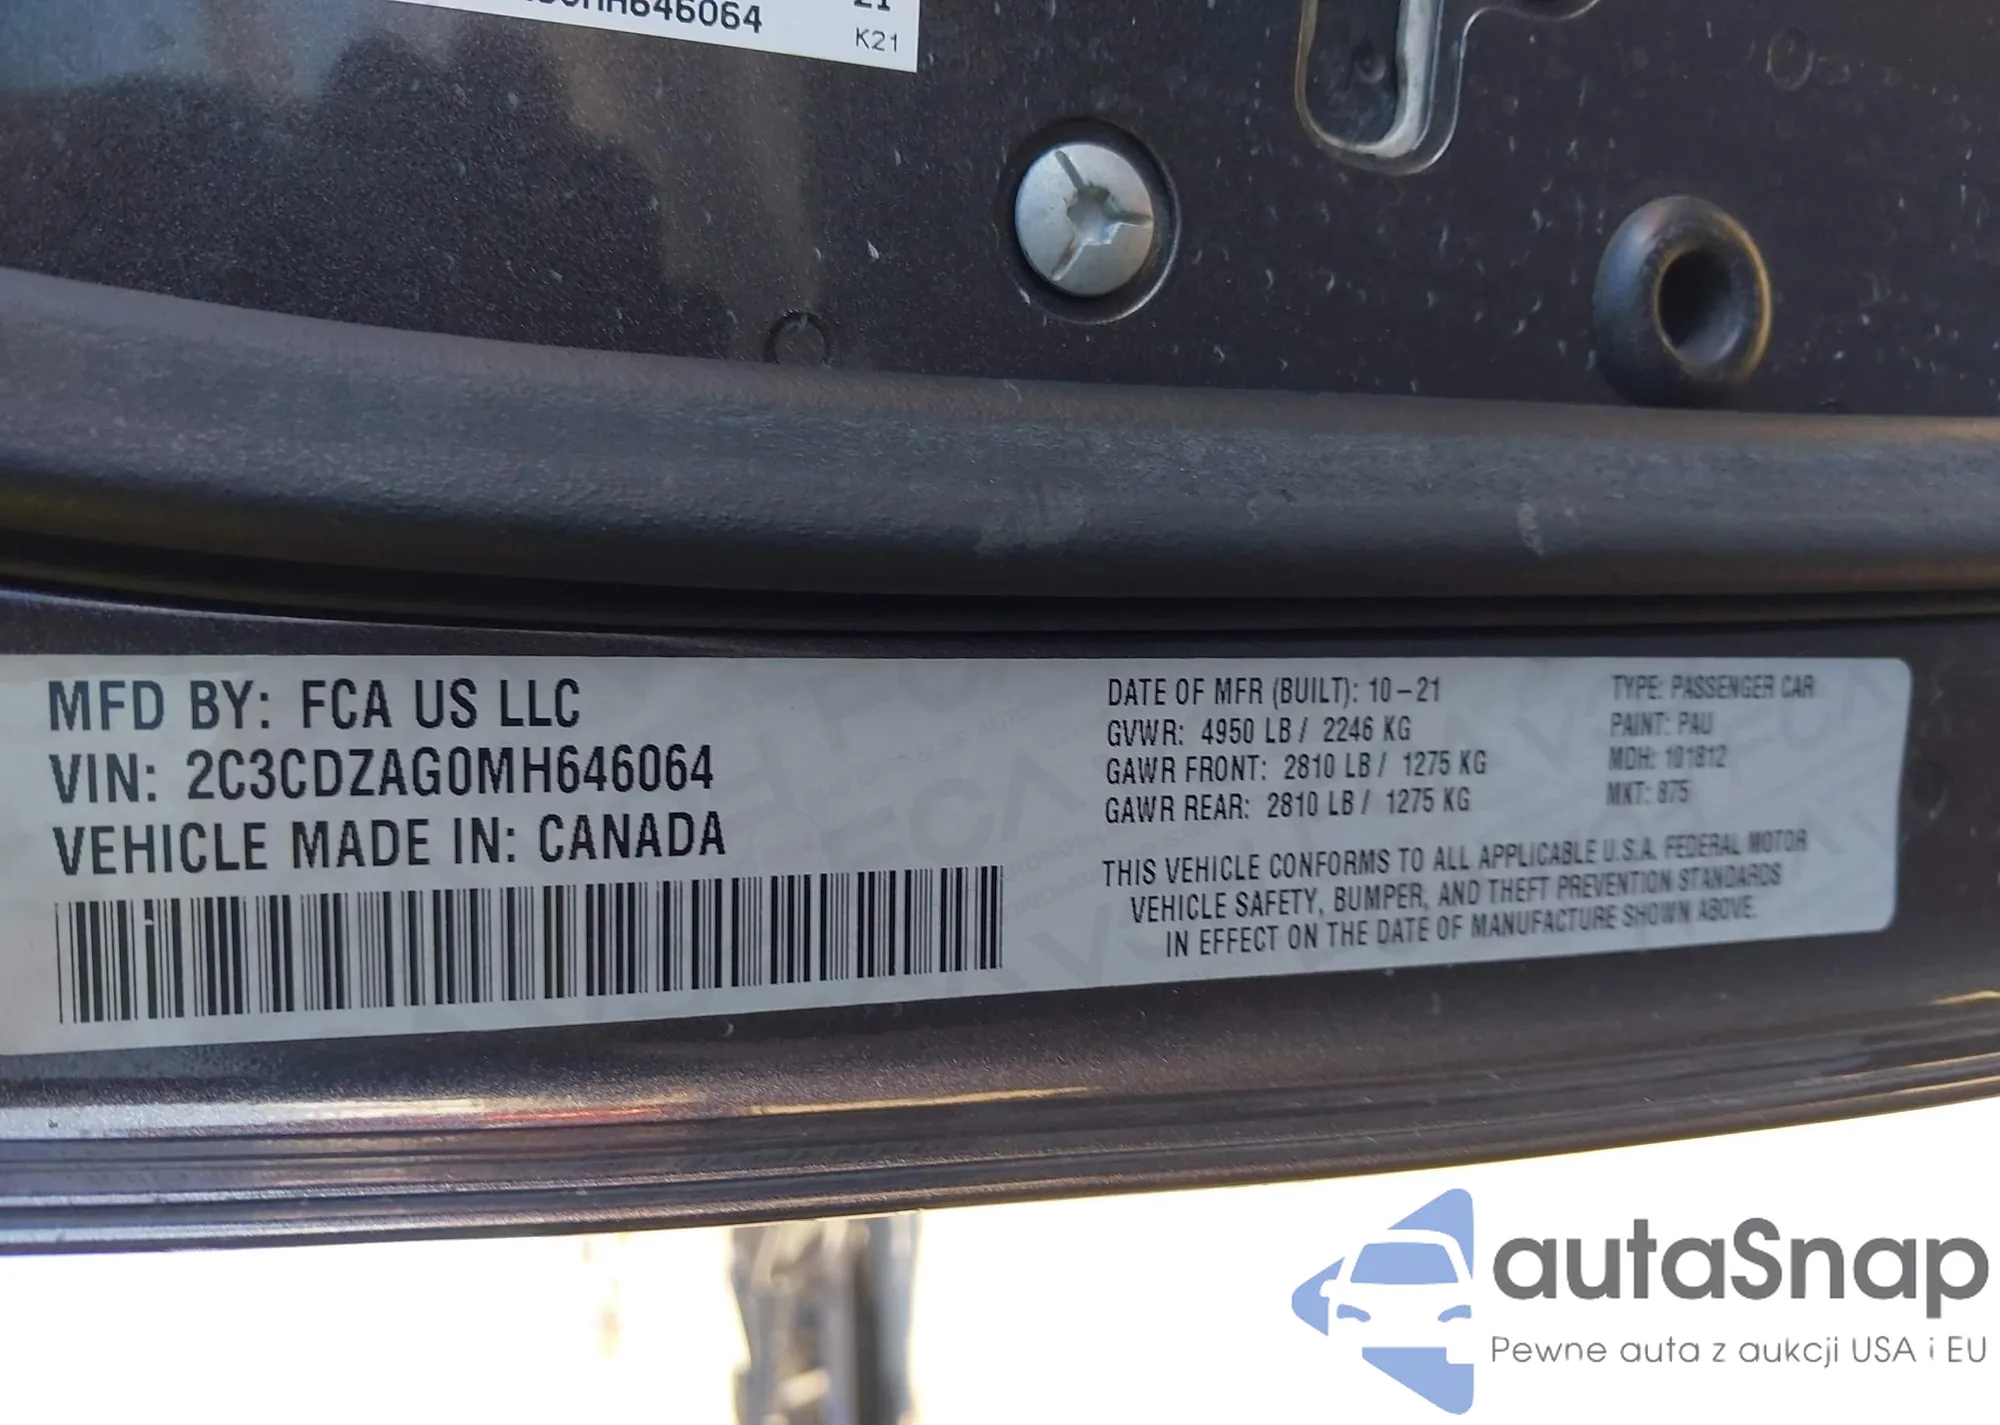 646064
21
K21
MFD BY: FCA US LLC
VIN: 2C3CDZAG0MH646064
VEHICLE MADE IN: CANADA
DATE OF MFR (BUILT): 10-21
GVWR: 4950 LB / 2246 KG
GAWR FRONT: 2810 LB / 1275 KG
GAWR REAR: 2810 LB / 1275 KG
TYPE: PASSENGER CAR
PAINT: PAU
MDH: 101812
MKT: 875
THIS VEHICLE CONFORMS TO ALL APPLICABLE U.S.A. FEDERAL MOTOR
VEHICLE SAFETY, BUMPER, AND THEFT PREVENTION STANDARDS
IN EFFECT ON THE DATE OF MANUFACTURE SHOWN ABOVE.
autaSnap
Pewne auta z aukcji USA i EU